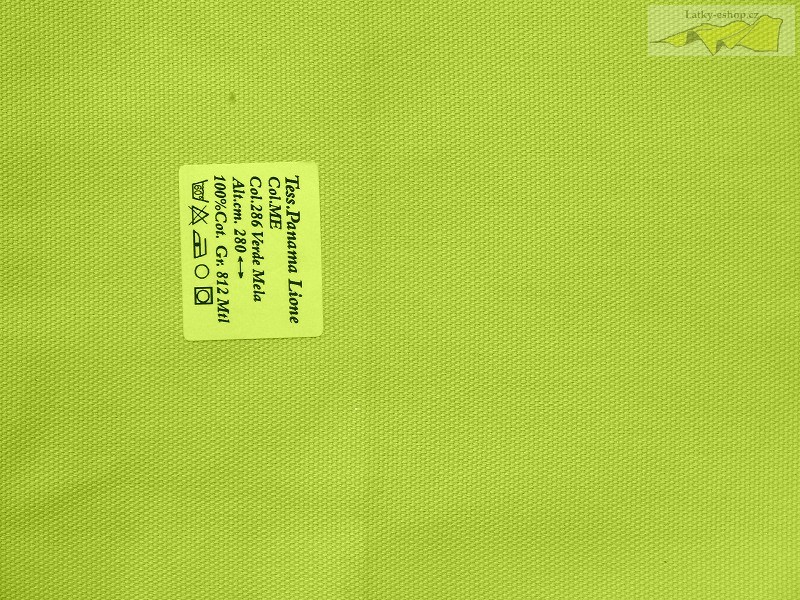 Latky-eshop.cz
Tess.Panama Lione
Col.ME
Col.286 Verde Mela
Alt.cm. 280
100%Cot. Gr. 812 Mtl
60°